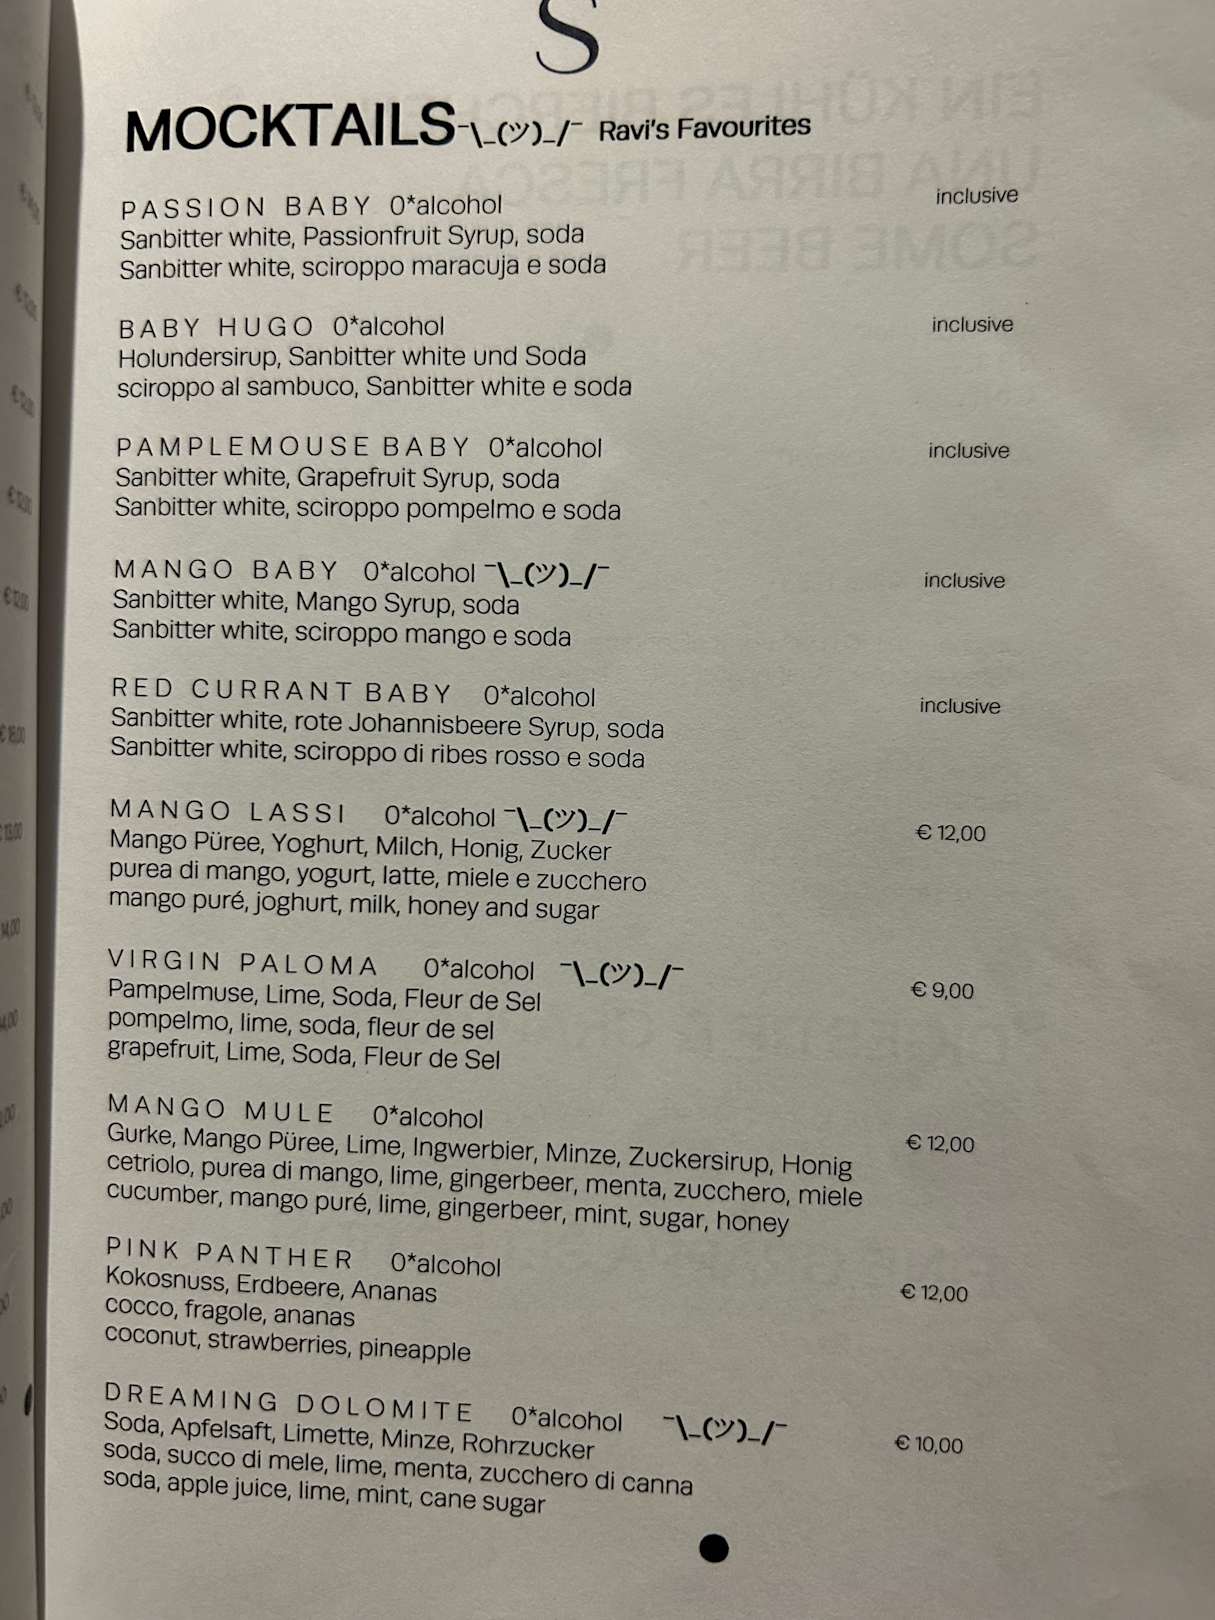 S
MOCKTAILS ¯\_(ツ)_/¯ Ravi's Favourites
PASSION BABY 0*alcohol inclusive
Sanbitter white, Passionfruit Syrup, soda
Sanbitter white, sciroppo maracuja e soda
BABY HUGO 0*alcohol inclusive
Holundersirup, Sanbitter white und Soda
sciroppo al sambuco, Sanbitter white e soda
PAMPLEMOUSE BABY 0*alcohol inclusive
Sanbitter white, Grapefruit Syrup, soda
Sanbitter white, sciroppo pompelmo e soda
MANGO BABY 0*alcohol ¯\_(ツ)_/¯ inclusive
Sanbitter white, Mango Syrup, soda
Sanbitter white, sciroppo mango e soda
RED CURRANT BABY 0*alcohol inclusive
Sanbitter white, rote Johannisbeere Syrup, soda
Sanbitter white, sciroppo di ribes rosso e soda
MANGO LASSI 0*alcohol ¯\_(ツ)_/¯ € 12,00
Mango Püree, Yoghurt, Milch, Honig, Zucker
purea di mango, yogurt, latte, miele e zucchero
mango puré, joghurt, milk, honey and sugar
VIRGIN PALOMA 0*alcohol ¯\_(ツ)_/¯ € 9,00
Pampelmuse, Lime, Soda, Fleur de Sel
pompelmo, lime, soda, fleur de sel
grapefruit, Lime, Soda, Fleur de Sel
MANGO MULE 0*alcohol € 12,00
Gurke, Mango Püree, Lime, Ingwerbier, Minze, Zuckersirup, Honig
cetriolo, purea di mango, lime, gingerbeer, menta, zucchero, miele
cucumber, mango puré, lime, gingerbeer, mint, sugar, honey
PINK PANTHER 0*alcohol € 12,00
Kokosnuss, Erdbeere, Ananas
cocco, fragole, ananas
coconut, strawberries, pineapple
DREAMING DOLOMITE 0*alcohol ¯\_(ツ)_/¯ € 10,00
Soda, Apfelsaft, Limette, Minze, Rohrzucker
soda, succo di mele, lime, menta, zucchero di canna
soda, apple juice, lime, mint, cane sugar